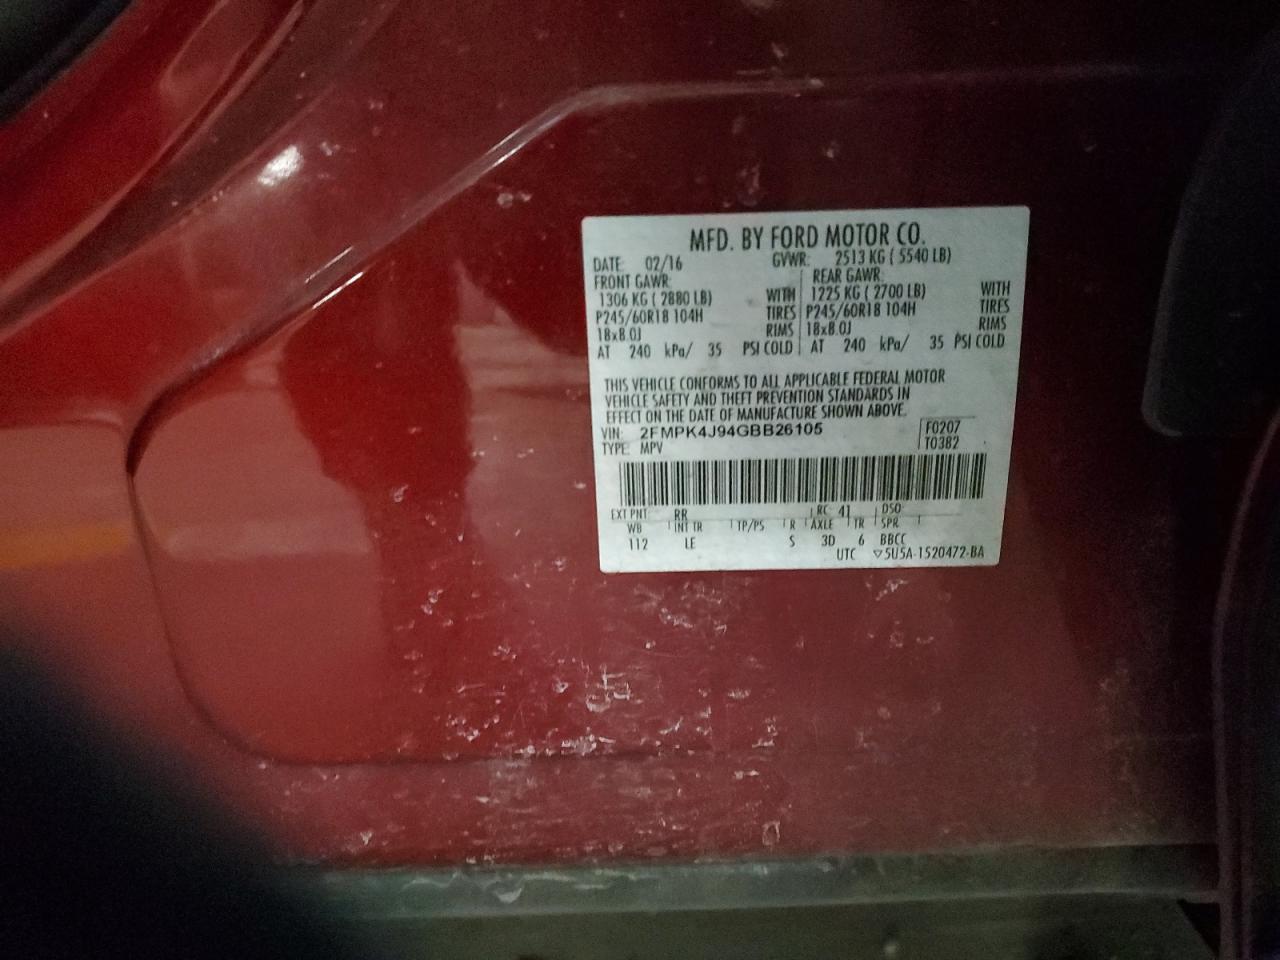 MFD. BY FORD MOTOR CO.
DATE: 02/16 GVWR: 2513 KG ( 5540 LB)
FRONT GAWR: REAR GAWR:
1306 KG ( 2880 LB) WITH 1225 KG ( 2700 LB) WITH
P245/60R18 104H TIRES P245/60R18 104H TIRES
18x8.0J RIMS 18x8.0J RIMS
AT 240 kPa/ 35 PSI COLD AT 240 kPa/ 35 PSI COLD
THIS VEHICLE CONFORMS TO ALL APPLICABLE FEDERAL MOTOR
VEHICLE SAFETY AND THEFT PREVENTION STANDARDS IN
EFFECT ON THE DATE OF MANUFACTURE SHOWN ABOVE.
VIN: 2FMPK4J94GBB26105 F0207
TYPE: MPV T0382
EXT PNT: RR RC: 41 DSO:
WB INT TR TP/PS R AXLE TR SPR
112 LE S 3D 6 BBCC
UTC ▽5U5A-1520472-BA